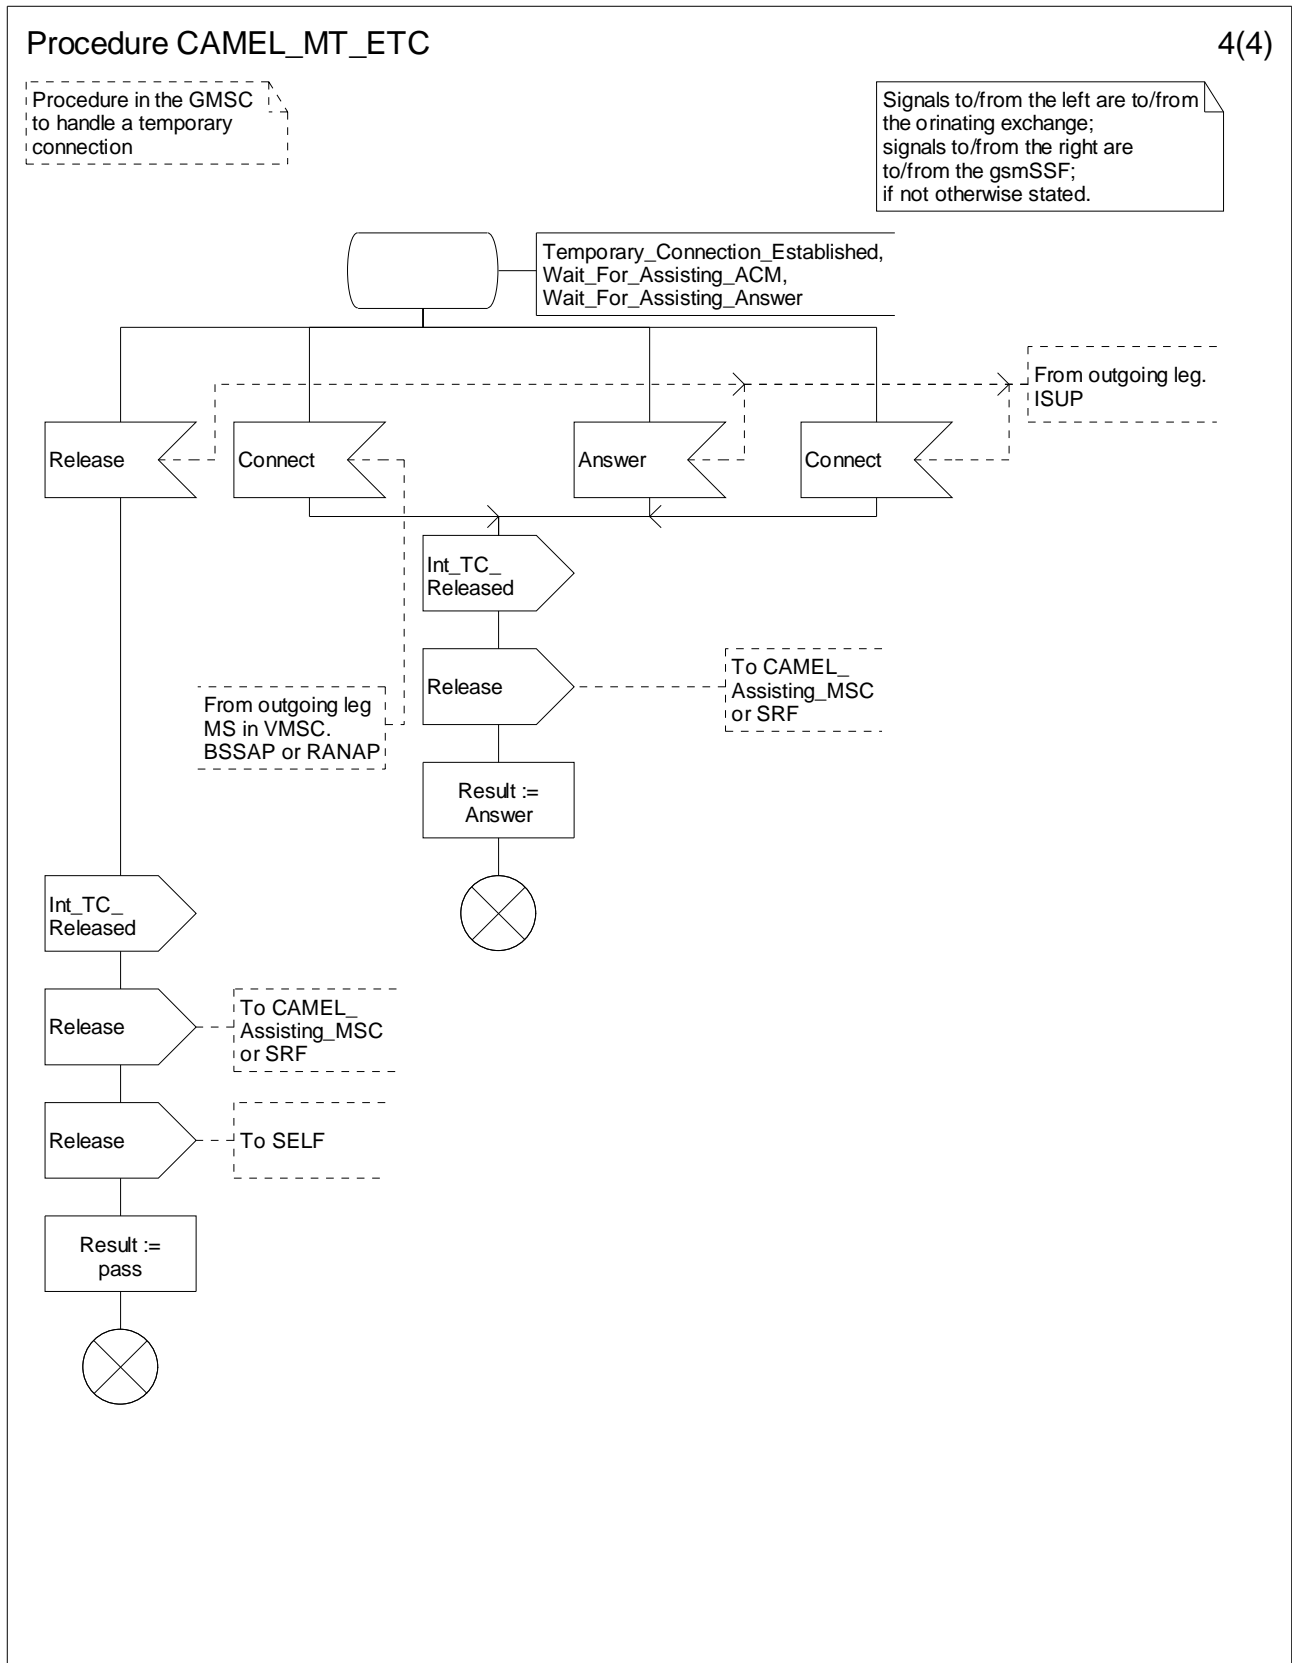 Procedure CAMEL_MT_ETC
4(4)
Procedure in the GMSC
to handle a temporary
connection
Signals to/from the left are to/from
the orinating exchange;
signals to/from the right are
to/from the gsmSSF;
if not otherwise stated.
Temporary_Connection_Established,
Wait_For_Assisting_ACM,
Wait_For_Assisting_Answer
From outgoing leg.
ISUP
Release
Connect
Answer
Connect
Int_TC_
Released
Release
To CAMEL_
Assisting_MSC
or SRF
From outgoing leg
MS in VMSC.
BSSAP or RANAP
Result :=
Answer
Int_TC_
Released
Release
To CAMEL_
Assisting_MSC
or SRF
Release
To SELF
Result :=
pass